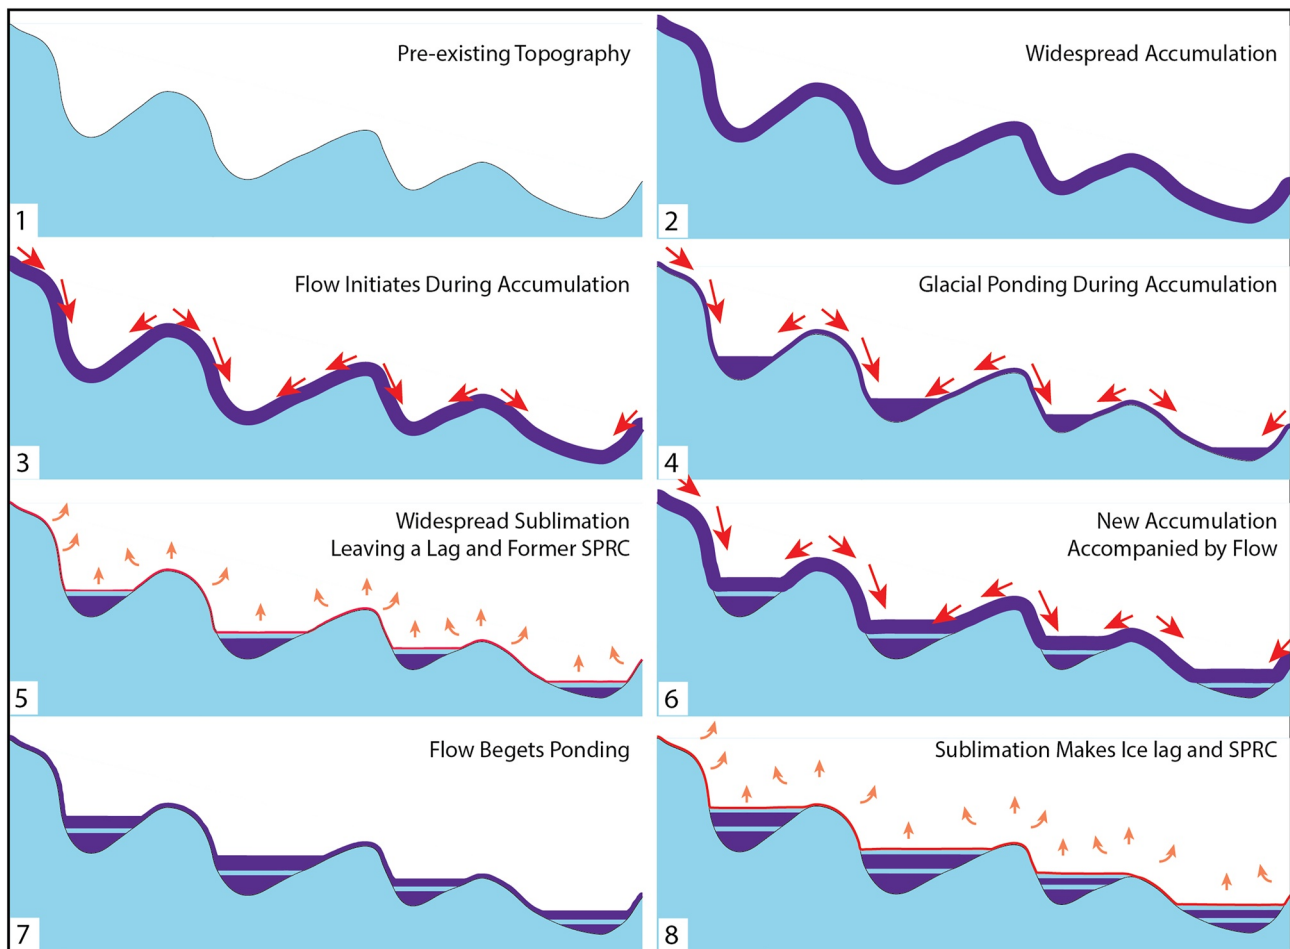 Pre-existing Topography
1
Widespread Accumulation
2
Flow Initiates During Accumulation
3
Glacial Ponding During Accumulation
4
Widespread Sublimation
Leaving a Lag and Former SPRC
5
New Accumulation
Accompanied by Flow
6
Flow Begets Ponding
7
Sublimation Makes Ice lag and SPRC
8